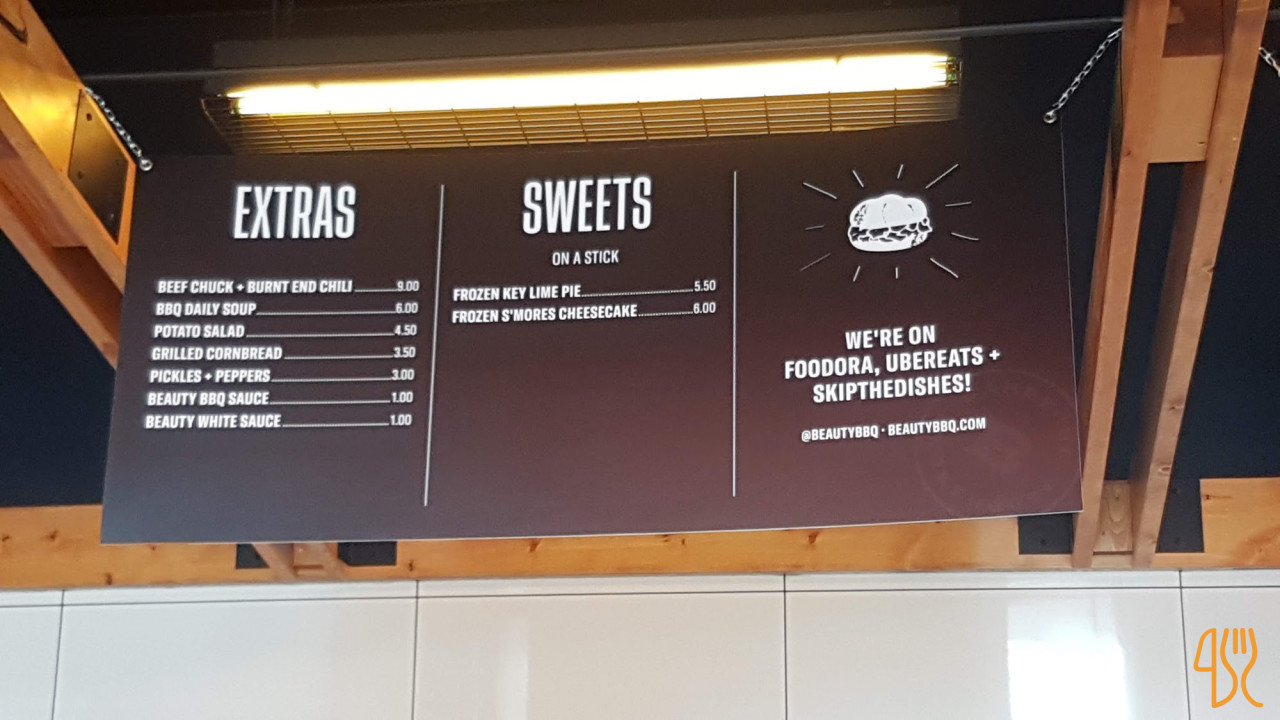 EXTRAS
BEEF CHUCK + BURNT END CHILI 9.00
BBQ DAILY SOUP 6.00
POTATO SALAD 4.50
GRILLED CORNBREAD 3.50
PICKLES + PEPPERS 3.00
BEAUTY BBQ SAUCE 1.00
BEAUTY WHITE SAUCE 1.00
SWEETS
ON A STICK
FROZEN KEY LIME PIE 5.50
FROZEN S'MORES CHEESECAKE 6.00
WE'RE ON
FOODORA, UBEREATS +
SKIPTHEDISHES!
@BEAUTYBBQ · BEAUTYBBQ.COM